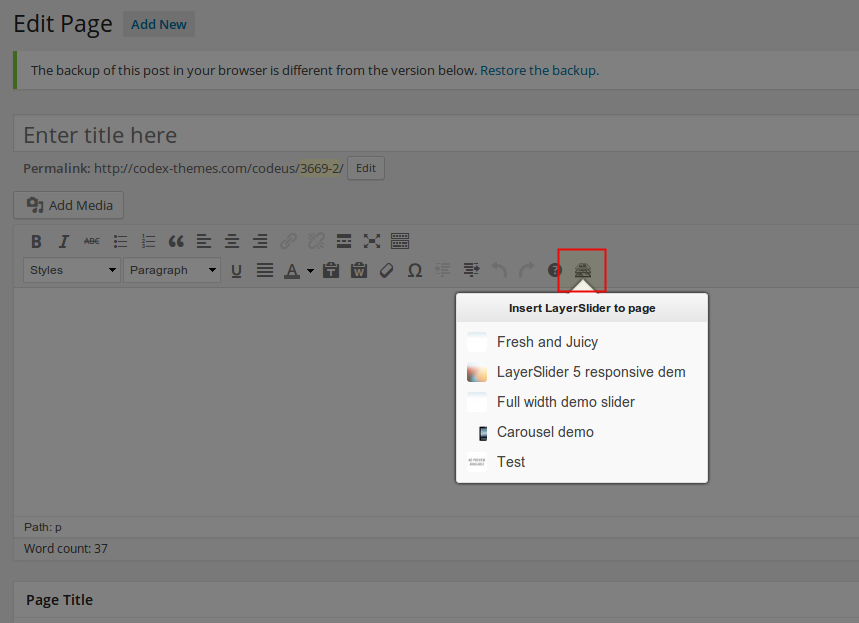 Edit Page Add New
The backup of this post in your browser is different from the version below. Restore the backup.
Enter title here
Permalink: http://codex-themes.com/codeus/3669-2/ Edit
Add Media
B I ABC
Styles Paragraph U A T W Ω ?
Insert LayerSlider to page
Fresh and Juicy
LayerSlider 5 responsive dem
Full width demo slider
Carousel demo
Test
Path: p
Word count: 37
Page Title